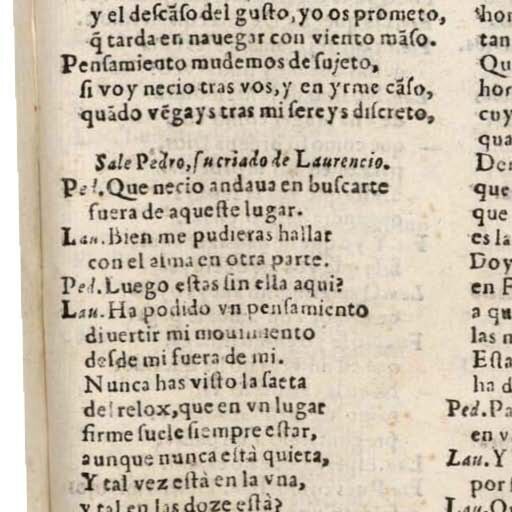 y el descãso del gusto, yo os prometo,
q̃ tarda en nauegar con viento mãso.
Pensamiento mudemos de sujeto,
si voy necio tras vos, y en yrme cãso,
quãdo vẽgays tras mi sereys discreto,
Sale Pedro, su criado de Laurencio.
Ped. Que necio andaua en buscarte
fuera de aqueste lugar.
Lau. Bien me pudieras hallar
con el alma en otra parte.
Ped. Luego estas sin ella aqui?
Lau. Ha podido vn pensamiento
diuertir mi mouimiento
desde mi fuera de mi.
Nunca has visto la saeta
del relox, que en vn lugar
firme suele siempre estar,
aunque nunca està quieta,
Y tal vez està en la vna,
y tal en las doze està?
hor
tan
Qu
hor
cuy
qua
Der
que
que
es la
Doy
en F
a qu
las n
Esta
ha d
Ped. Pa
en v
Lau. Y
por
Lau.